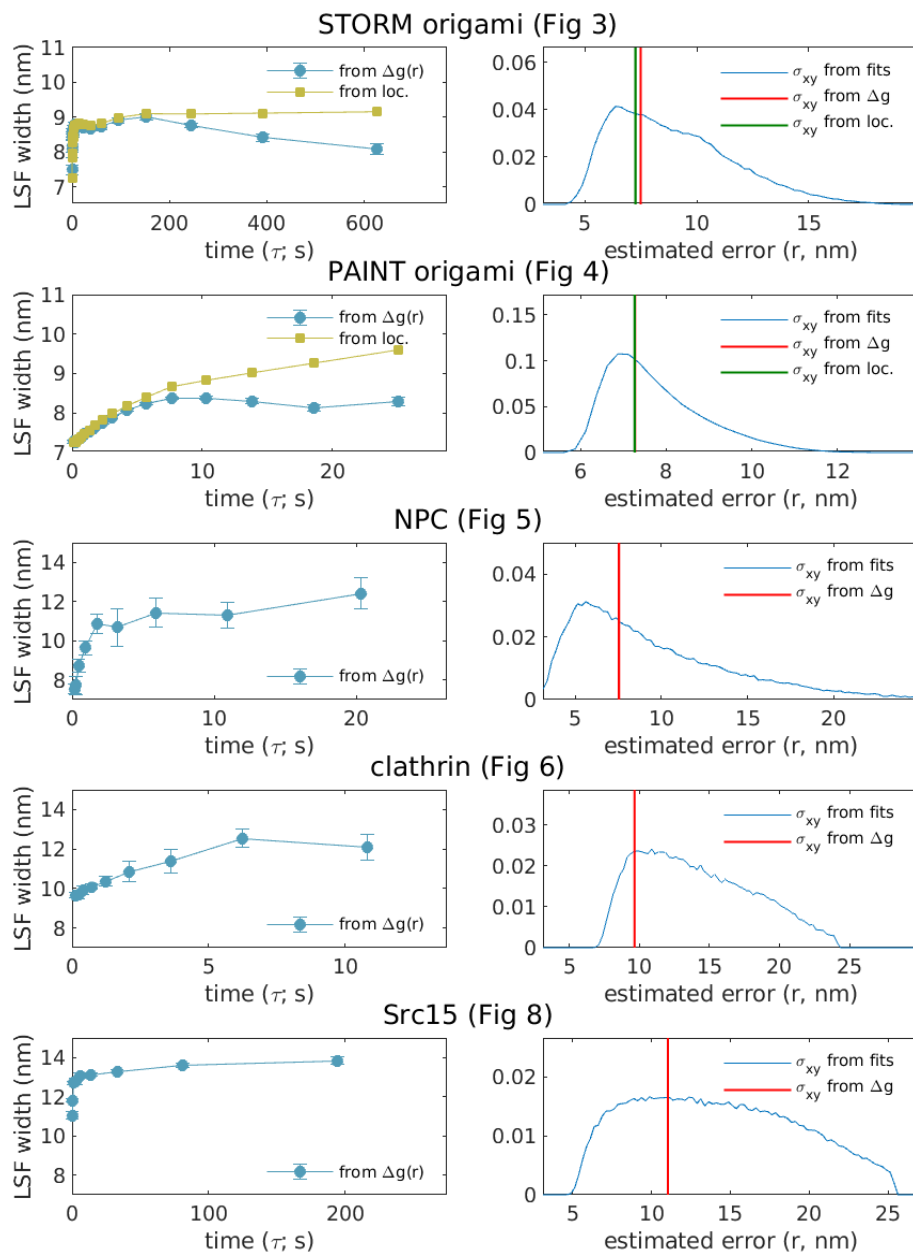 STORM origami (Fig 3)
LSF width (nm)
11
10
9
8
7
0
200
400
600
time (τ; s)
from Δg(r)
from loc.
0.06
0.04
0.02
0
5
10
15
estimated error (r, nm)
σxy from fits
σxy from Δg
σxy from loc.
PAINT origami (Fig 4)
LSF width (nm)
11
10
9
8
7
0
10
20
time (τ; s)
from Δg(r)
from loc.
0.15
0.1
0.05
0
6
8
10
12
estimated error (r, nm)
σxy from fits
σxy from Δg
σxy from loc.
NPC (Fig 5)
LSF width (nm)
14
12
10
8
0
10
20
time (τ; s)
from Δg(r)
0.04
0.02
0
5
10
15
20
estimated error (r, nm)
σxy from fits
σxy from Δg
clathrin (Fig 6)
LSF width (nm)
14
12
10
8
0
5
10
time (τ; s)
from Δg(r)
0.03
0.02
0.01
0
5
10
15
20
25
estimated error (r, nm)
σxy from fits
σxy from Δg
Src15 (Fig 8)
LSF width (nm)
14
12
10
8
0
100
200
time (τ; s)
from Δg(r)
0.02
0.01
0
5
10
15
20
25
estimated error (r, nm)
σxy from fits
σxy from Δg